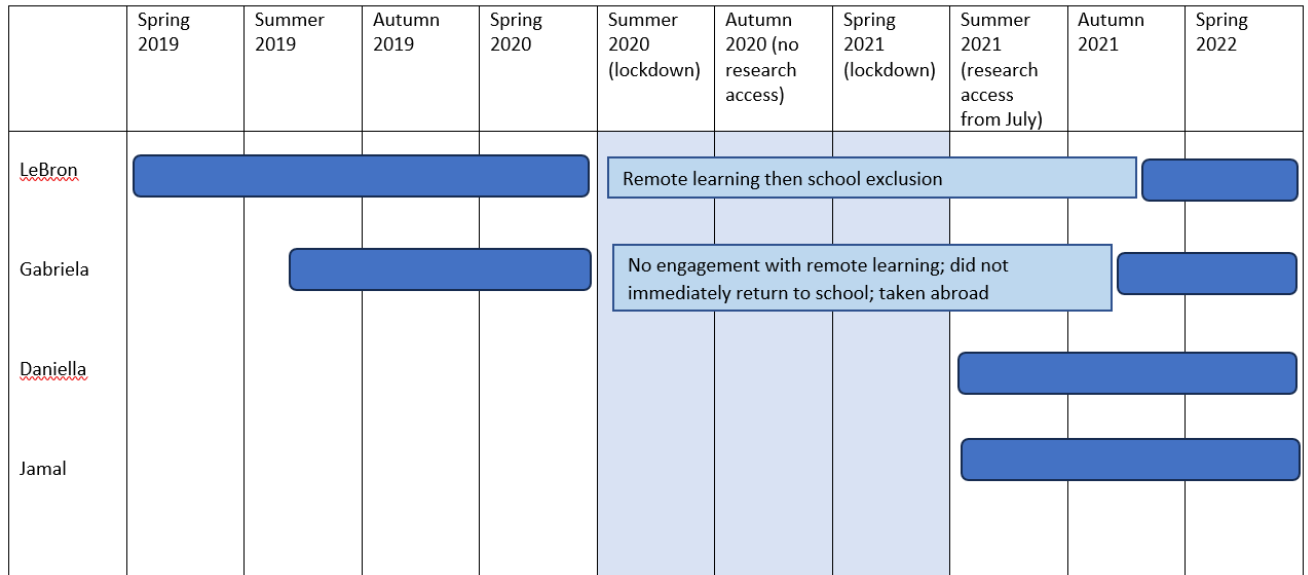 Spring
2019
Summer
2019
Autumn
2019
Spring
2020
Summer
2020
(lockdown)
Autumn
2020 (no
research
access)
Spring
2021
(lockdown)
Summer
2021
(research
access
from July)
Autumn
2021
Spring
2022
LeBron
Remote learning then school exclusion
Gabriela
No engagement with remote learning; did not
immediately return to school; taken abroad
Daniella
Jamal